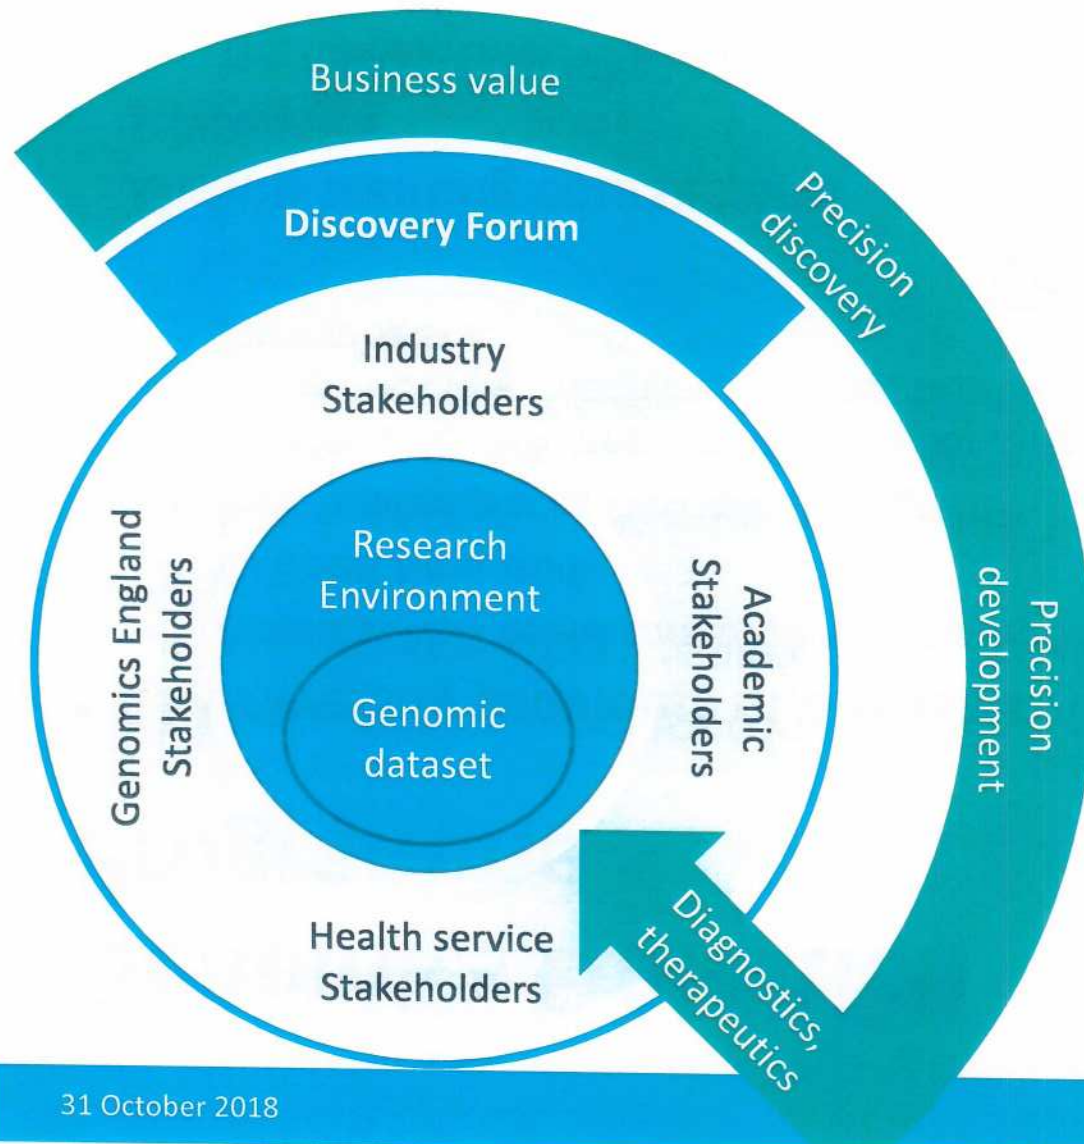 Business value
Precision
discovery
Discovery Forum
Industry
Stakeholders
Genomics England
Stakeholders
Research
Environment
Genomic
dataset
Academic
Stakeholders
Precision
development
Health service
Stakeholders
Diagnostics,
therapeutics
31 October 2018